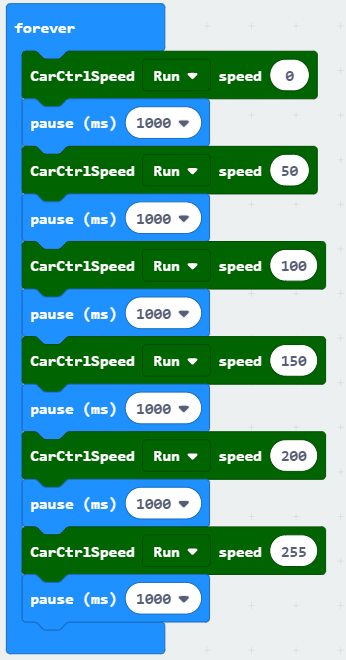 forever
CarCtrlSpeed Run speed 0
pause (ms) 1000
CarCtrlSpeed Run speed 50
pause (ms) 1000
CarCtrlSpeed Run speed 100
pause (ms) 1000
CarCtrlSpeed Run speed 150
pause (ms) 1000
CarCtrlSpeed Run speed 200
pause (ms) 1000
CarCtrlSpeed Run speed 255
pause (ms) 1000